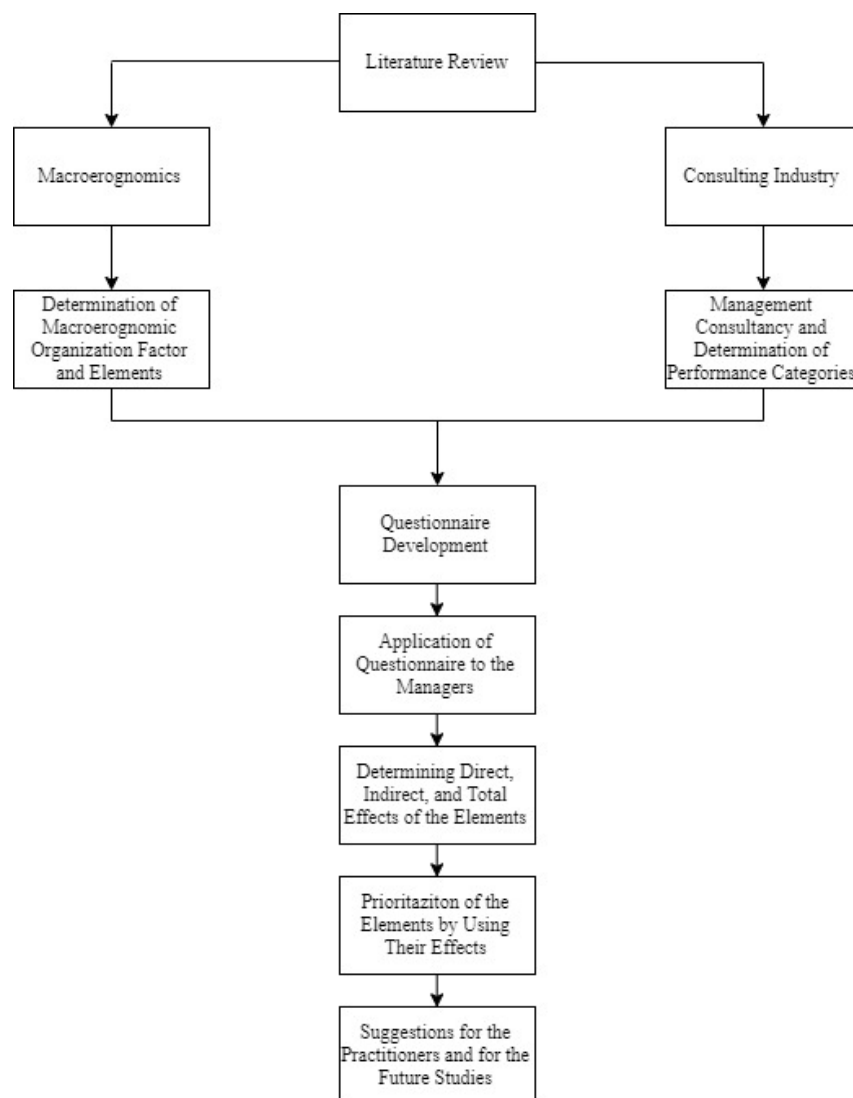 Literature Review
Macroerognomics
Consulting Industry
Determination of
Macroerognomic
Organization Factor
and Elements
Management
Consultancy and
Determination of
Performance Categories
Questionnaire
Development
Application of
Questionnaire to the
Managers
Determining Direct,
Indirect, and Total
Effects of the Elements
Prioritaziton of the
Elements by Using
Their Effects
Suggestions for the
Practitioners and for the
Future Studies